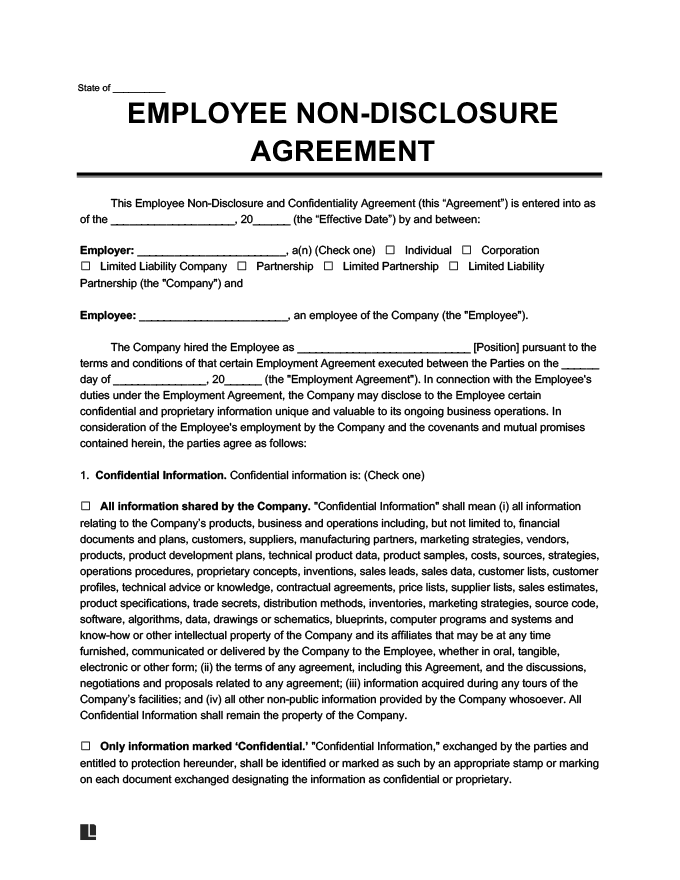 State of __________
EMPLOYEE NON-DISCLOSURE
AGREEMENT
This Employee Non-Disclosure and Confidentiality Agreement (this “Agreement”) is entered into as
of the ____________________, 20______ (the “Effective Date”) by and between:
Employer: ________________________, a(n) (Check one) ☐ Individual ☐ Corporation
☐ Limited Liability Company ☐ Partnership ☐ Limited Partnership ☐ Limited Liability
Partnership (the "Company") and
Employee: ________________________, an employee of the Company (the "Employee").
The Company hired the Employee as ____________________________ [Position] pursuant to the
terms and conditions of that certain Employment Agreement executed between the Parties on the ______
day of _______________, 20______ (the "Employment Agreement"). In connection with the Employee's
duties under the Employment Agreement, the Company may disclose to the Employee certain
confidential and proprietary information unique and valuable to its ongoing business operations. In
consideration of the Employee's employment by the Company and the covenants and mutual promises
contained herein, the parties agree as follows:
1. Confidential Information. Confidential information is: (Check one)
☐ All information shared by the Company. "Confidential Information" shall mean (i) all information
relating to the Company’s products, business and operations including, but not limited to, financial
documents and plans, customers, suppliers, manufacturing partners, marketing strategies, vendors,
products, product development plans, technical product data, product samples, costs, sources, strategies,
operations procedures, proprietary concepts, inventions, sales leads, sales data, customer lists, customer
profiles, technical advice or knowledge, contractual agreements, price lists, supplier lists, sales estimates,
product specifications, trade secrets, distribution methods, inventories, marketing strategies, source code,
software, algorithms, data, drawings or schematics, blueprints, computer programs and systems and
know-how or other intellectual property of the Company and its affiliates that may be at any time
furnished, communicated or delivered by the Company to the Employee, whether in oral, tangible,
electronic or other form; (ii) the terms of any agreement, including this Agreement, and the discussions,
negotiations and proposals related to any agreement; (iii) information acquired during any tours of the
Company’s facilities; and (iv) all other non-public information provided by the Company whosoever. All
Confidential Information shall remain the property of the Company.
☐ Only information marked ‘Confidential.’ "Confidential Information," exchanged by the parties and
entitled to protection hereunder, shall be identified or marked as such by an appropriate stamp or marking
on each document exchanged designating the information as confidential or proprietary.